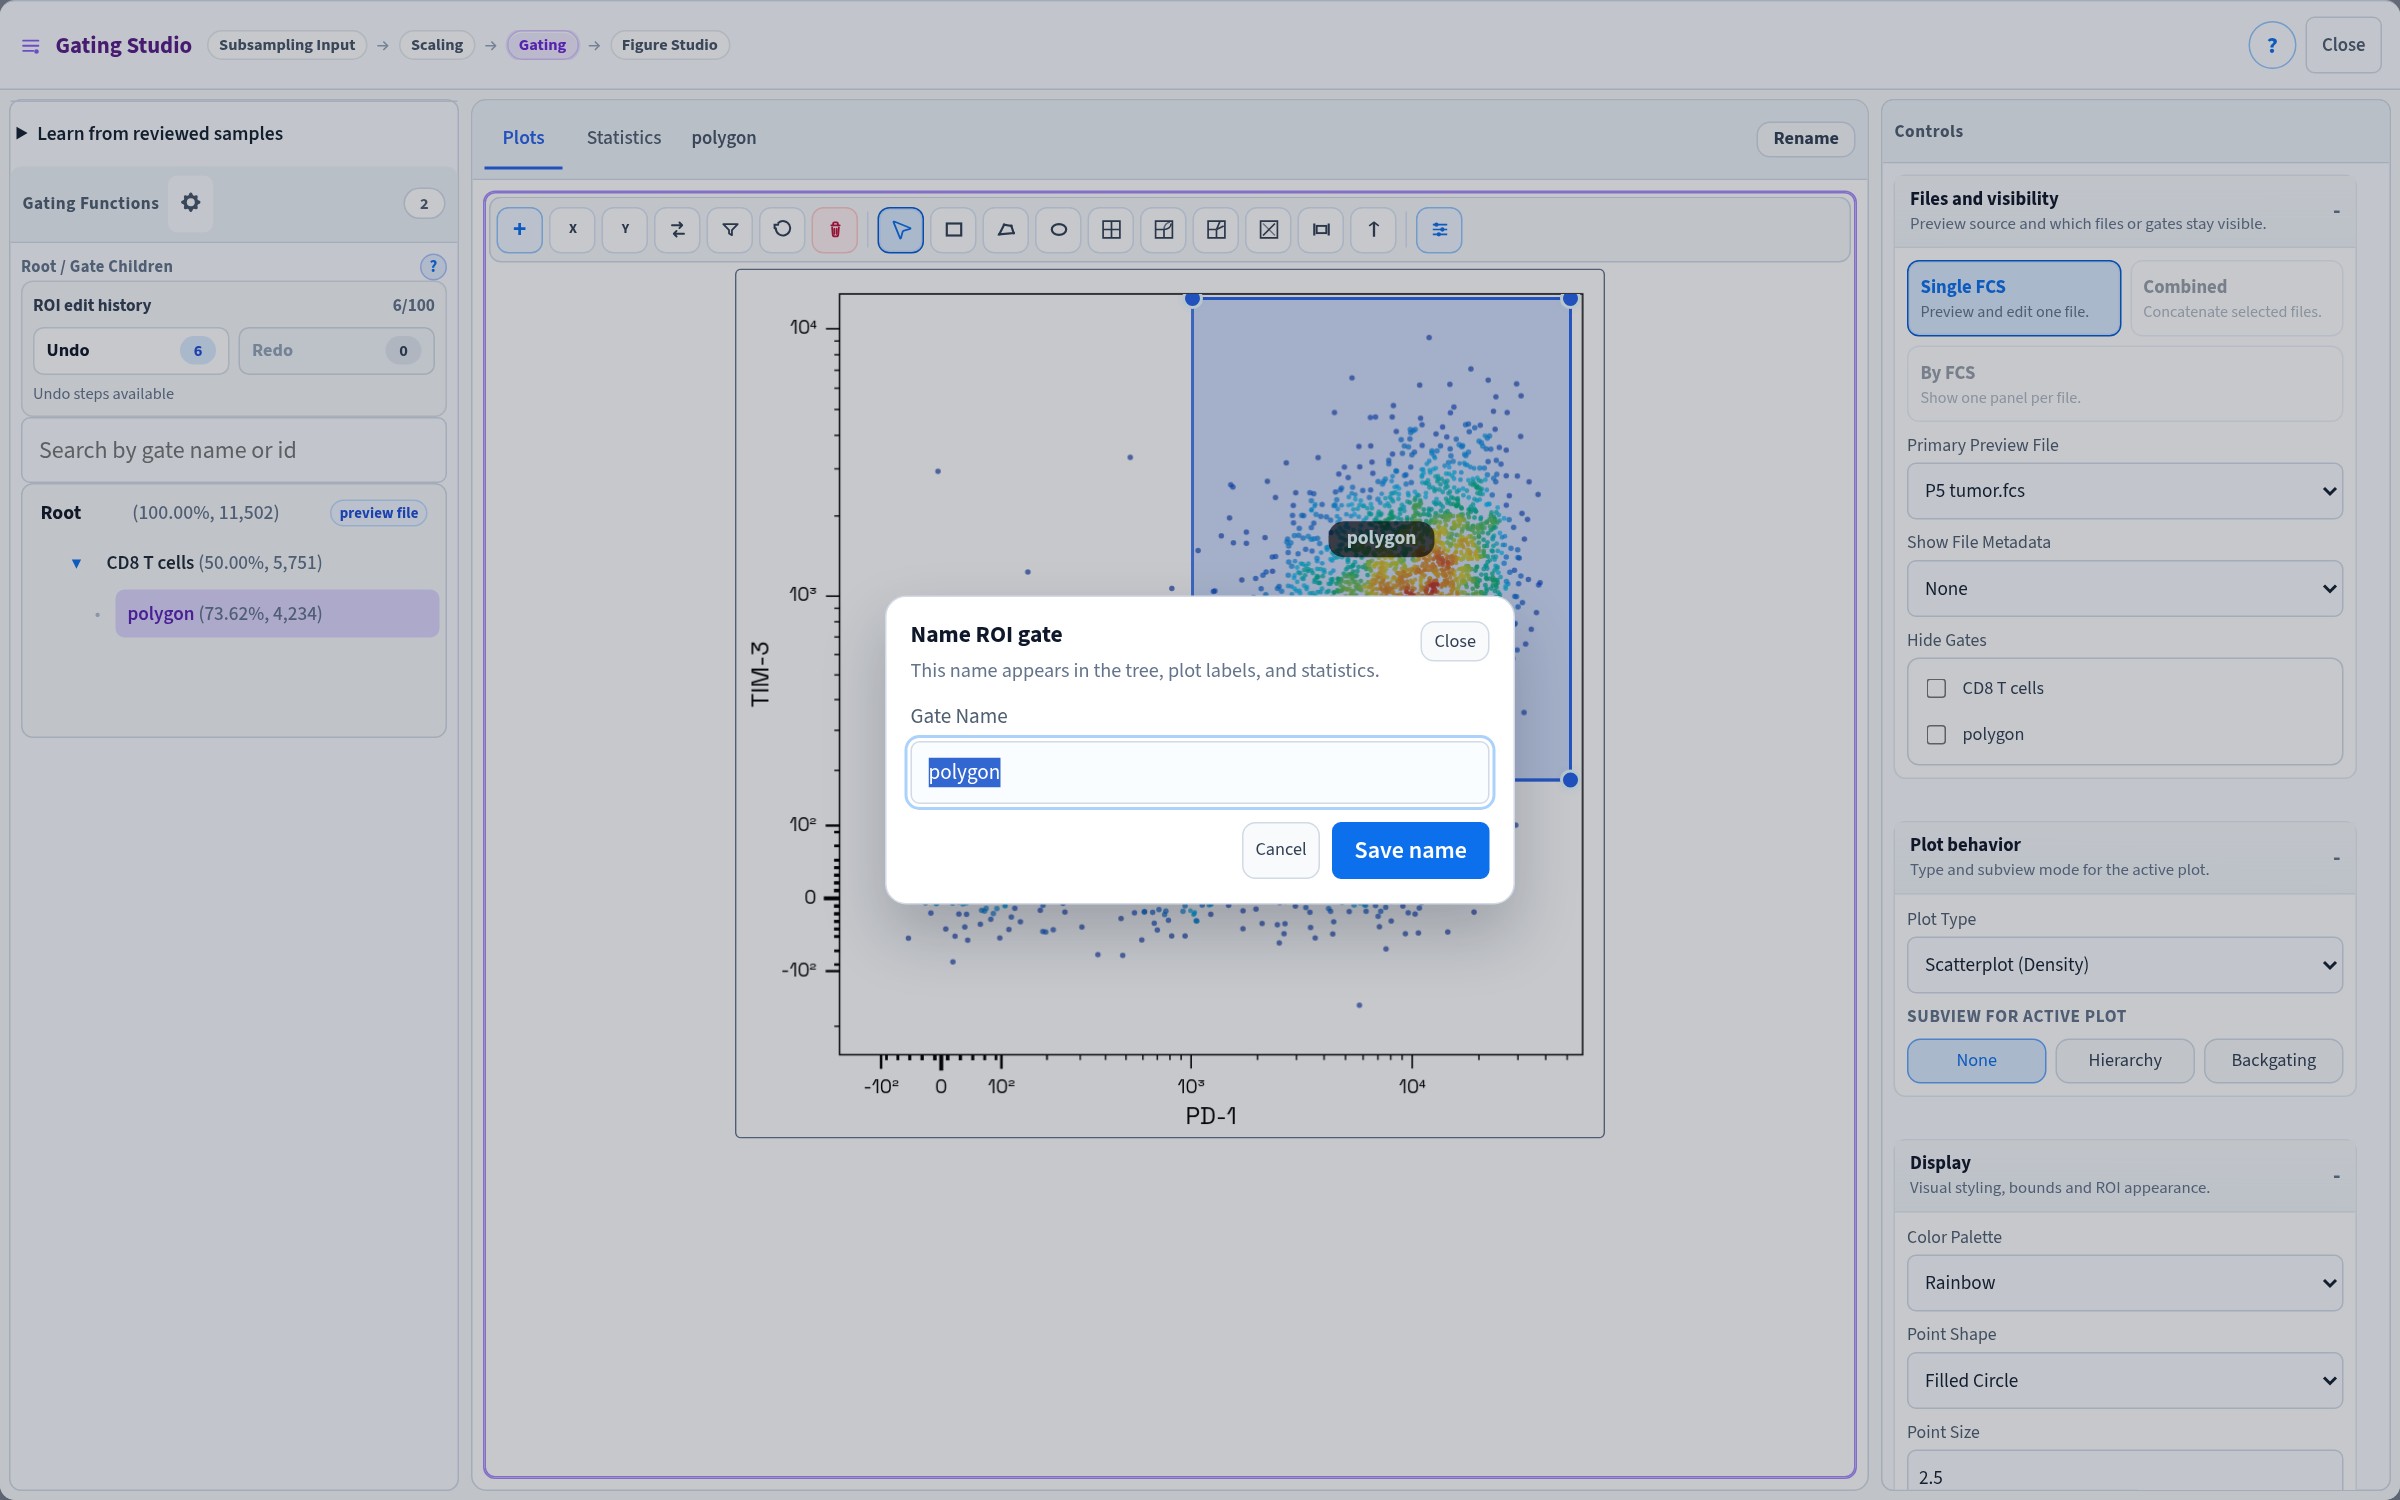 Gating Studio
Subsampling Input → Scaling → Gating → Figure Studio
?
Close
Learn from reviewed samples
Gating Functions
2
Root / Gate Children
?
ROI edit history
6/100
Undo 6
Redo 0
Undo steps available
Search by gate name or id
Root (100.00%, 11,502) preview file
CD8 T cells (50.00%, 5,751)
polygon (73.62%, 4,234)
Plots
Statistics
polygon
Rename
+ X Y
10⁴
10³
10²
0
-10²
TIM-3
polygon
-10² 0 10² 10³ 10⁴
PD-1
Name ROI gate
Close
This name appears in the tree, plot labels, and statistics.
Gate Name
polygon
Cancel
Save name
Controls
Files and visibility
Preview source and which files or gates stay visible.
-
Single FCS
Preview and edit one file.
Combined
Concatenate selected files.
By FCS
Show one panel per file.
Primary Preview File
P5 tumor.fcs
Show File Metadata
None
Hide Gates
CD8 T cells
polygon
Plot behavior
Type and subview mode for the active plot.
-
Plot Type
Scatterplot (Density)
SUBVIEW FOR ACTIVE PLOT
None
Hierarchy
Backgating
Display
Visual styling, bounds and ROI appearance.
-
Color Palette
Rainbow
Point Shape
Filled Circle
Point Size
2.5